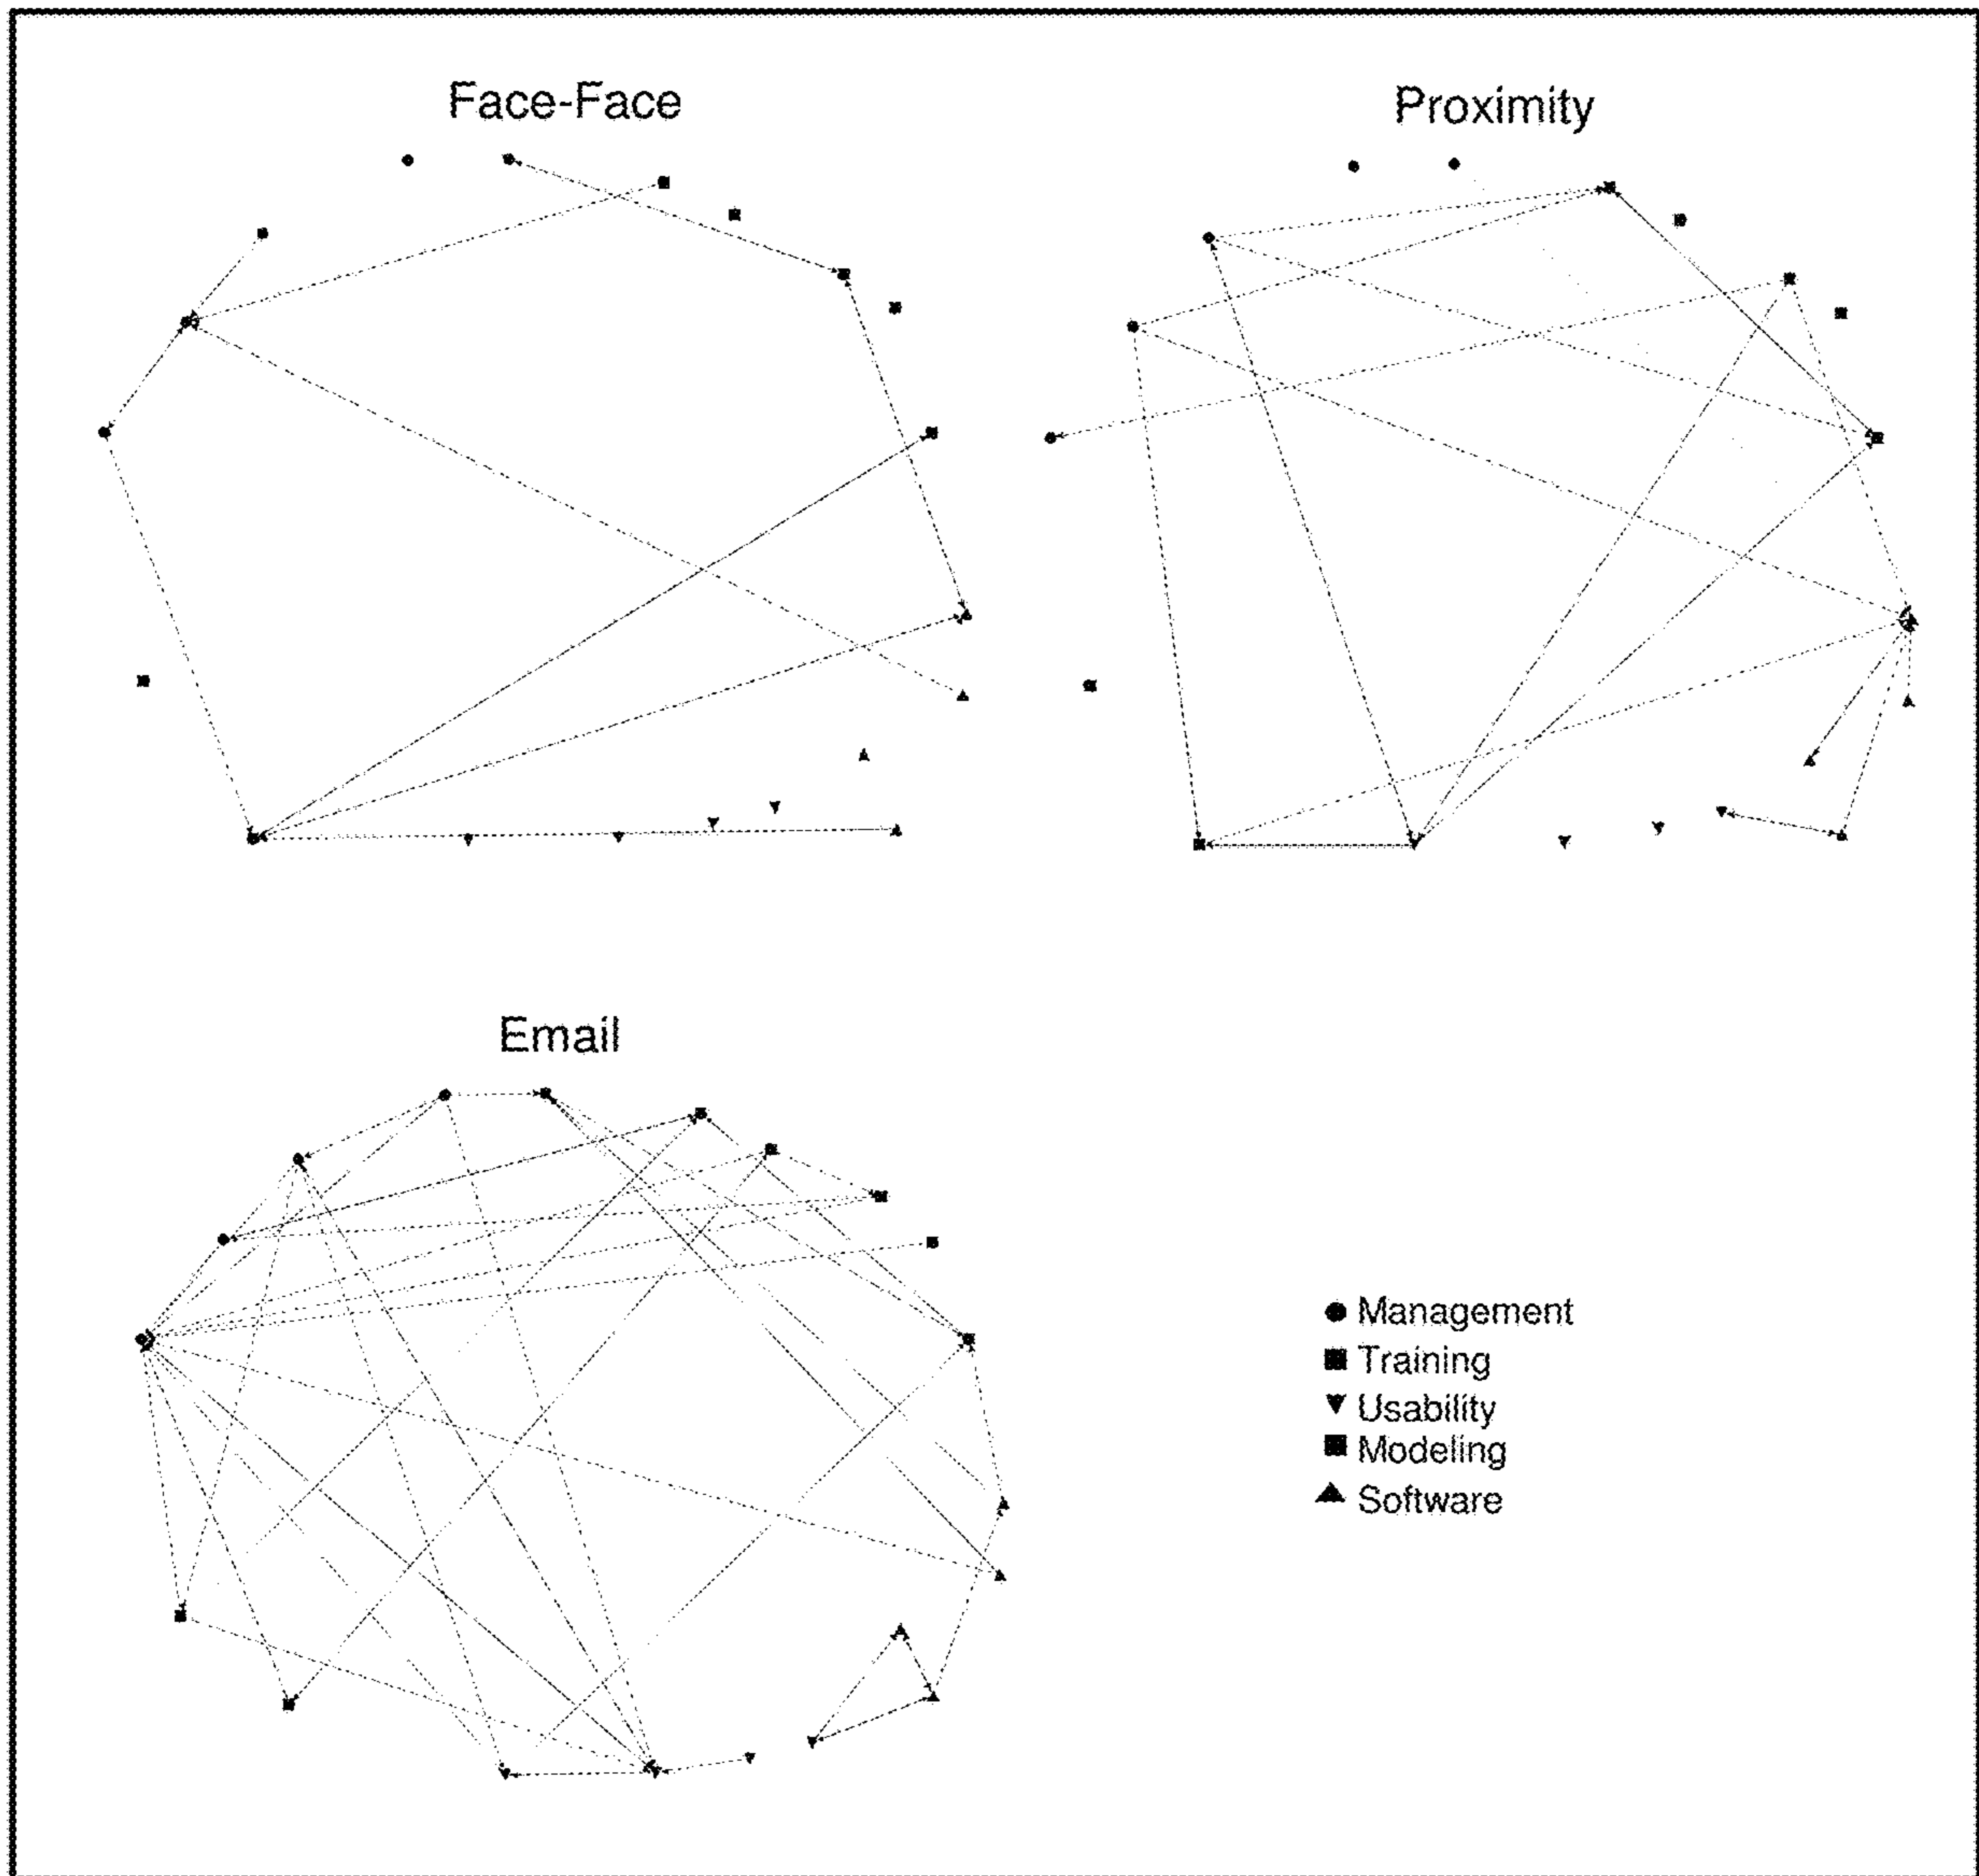 Face-Face
Proximity
Email
Management
Training
Usability
Modeling
Software